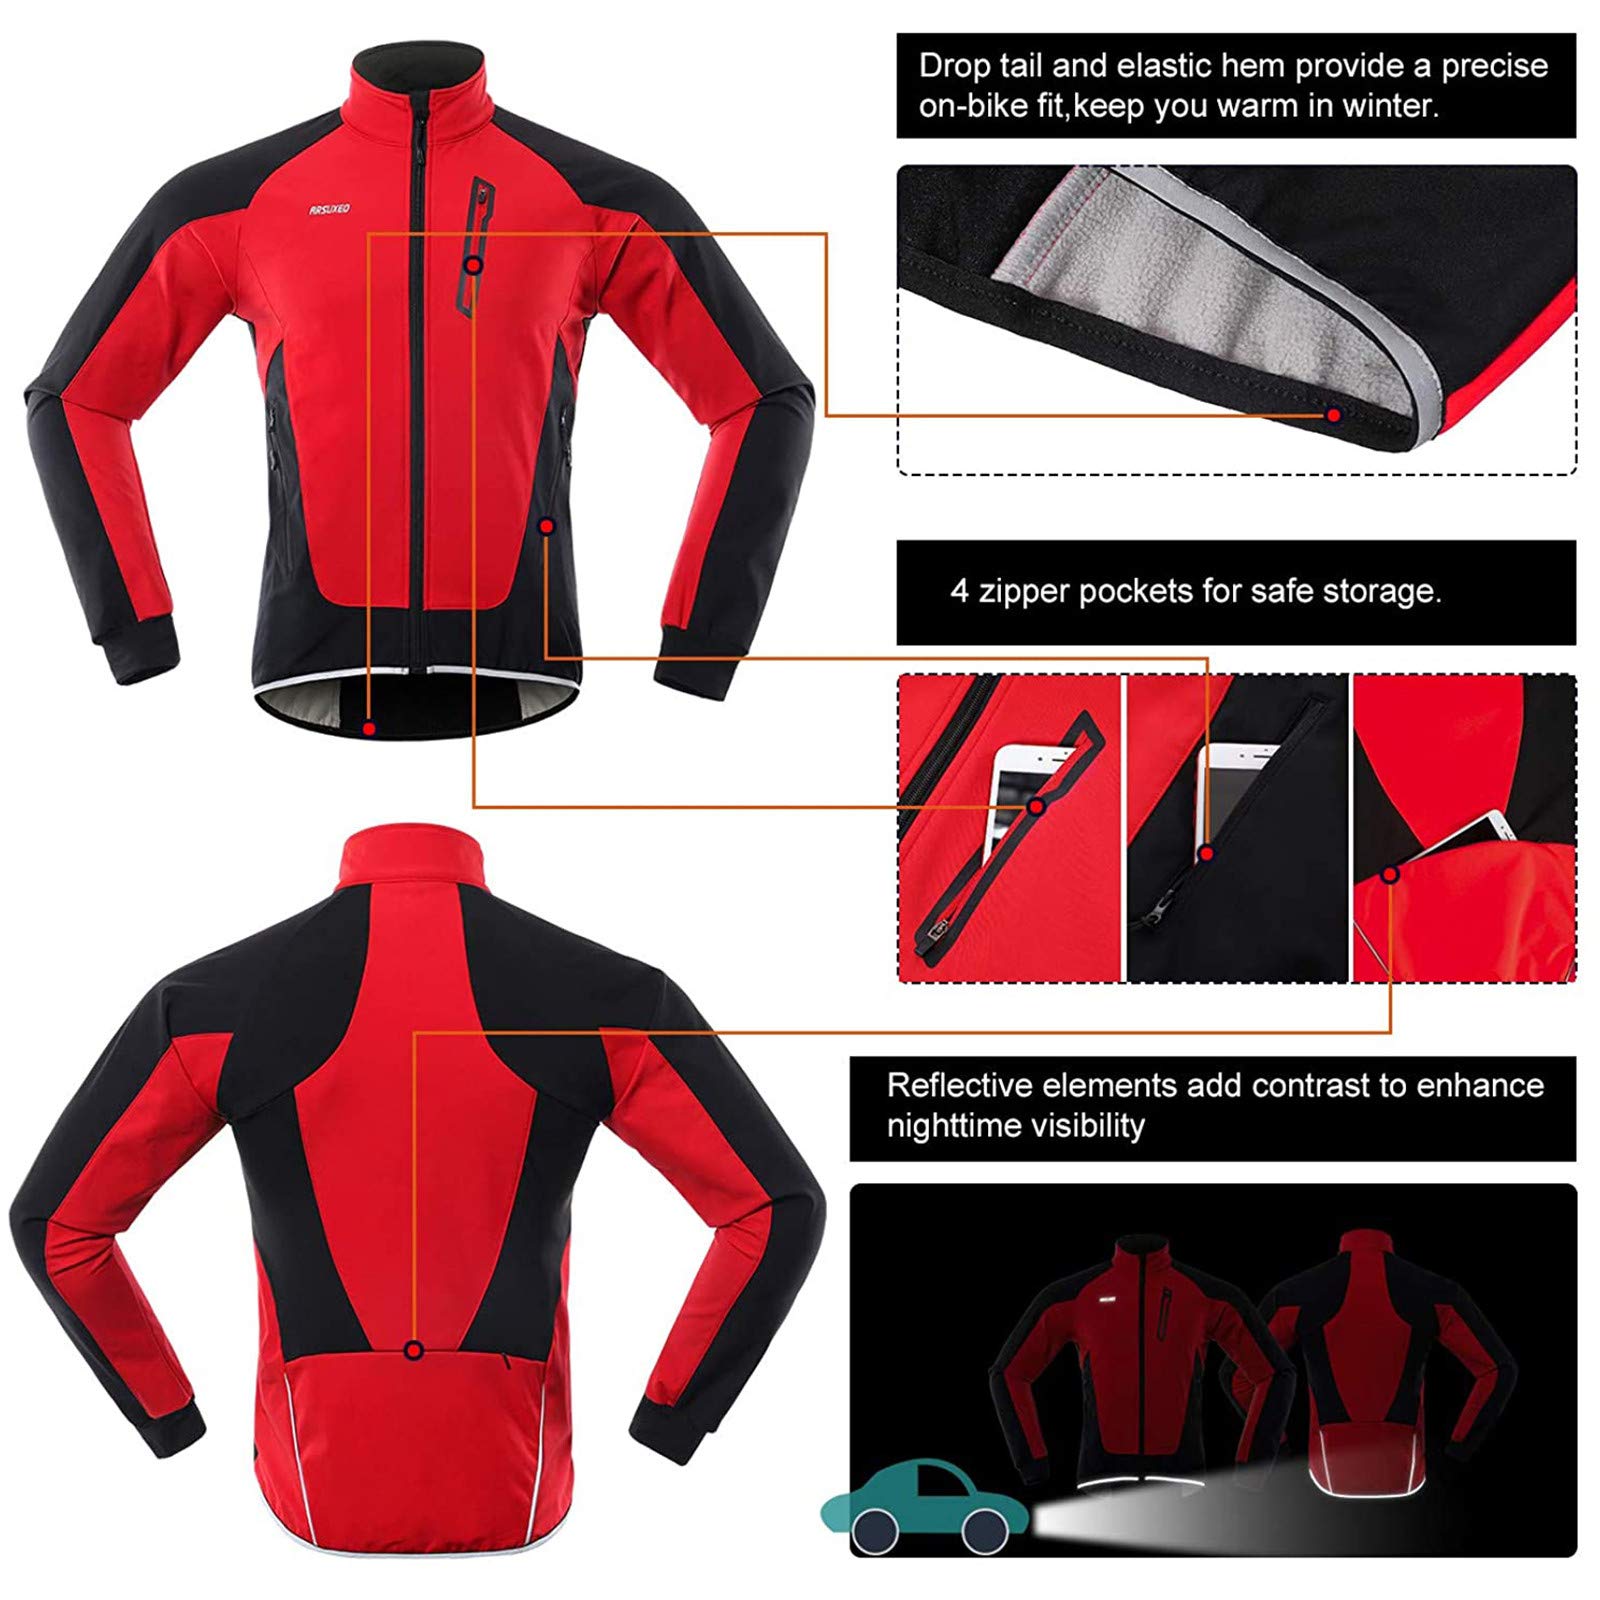 Drop tail and elastic hem provide a precise
on-bike fit,keep you warm in winter.
ARSUXEO
4 zipper pockets for safe storage.
Reflective elements add contrast to enhance
nighttime visibility
ARSUXEO